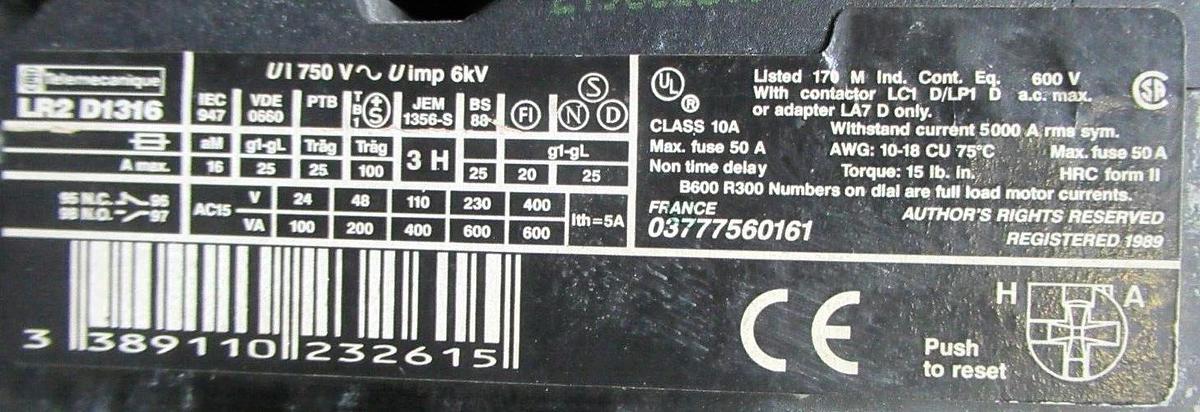 Telemecanique
LR2 D1316
Ui 750 V~ Uimp 6kV
IEC 947 VDE 0660 PTB TBT S JEM 1356-S BS 88 FI S N D
aM g1-gL Träg Träg 3 H g1-gL
A max. 16 25 25 100 25 20 25
95 N.C. 96
98 N.O. 97
AC15 V 24 48 110 230 400
VA 100 200 400 600 600
Ith=5A
UL ®
Listed 170 M Ind. Cont. Eq. 600 V
With contactor LC1 D/LP1 D a.c. max.
or adapter LA7 D only.
CLASS 10A Withstand current 5000 A rms sym.
Max. fuse 50 A AWG: 10-18 CU 75°C Max. fuse 50 A
Non time delay Torque: 15 lb. in. HRC form II
B600 R300 Numbers on dial are full load motor currents.
FRANCE AUTHOR'S RIGHTS RESERVED
03777560161 REGISTERED 1989
3 389110 232615
CE
H A
Push
to reset
H